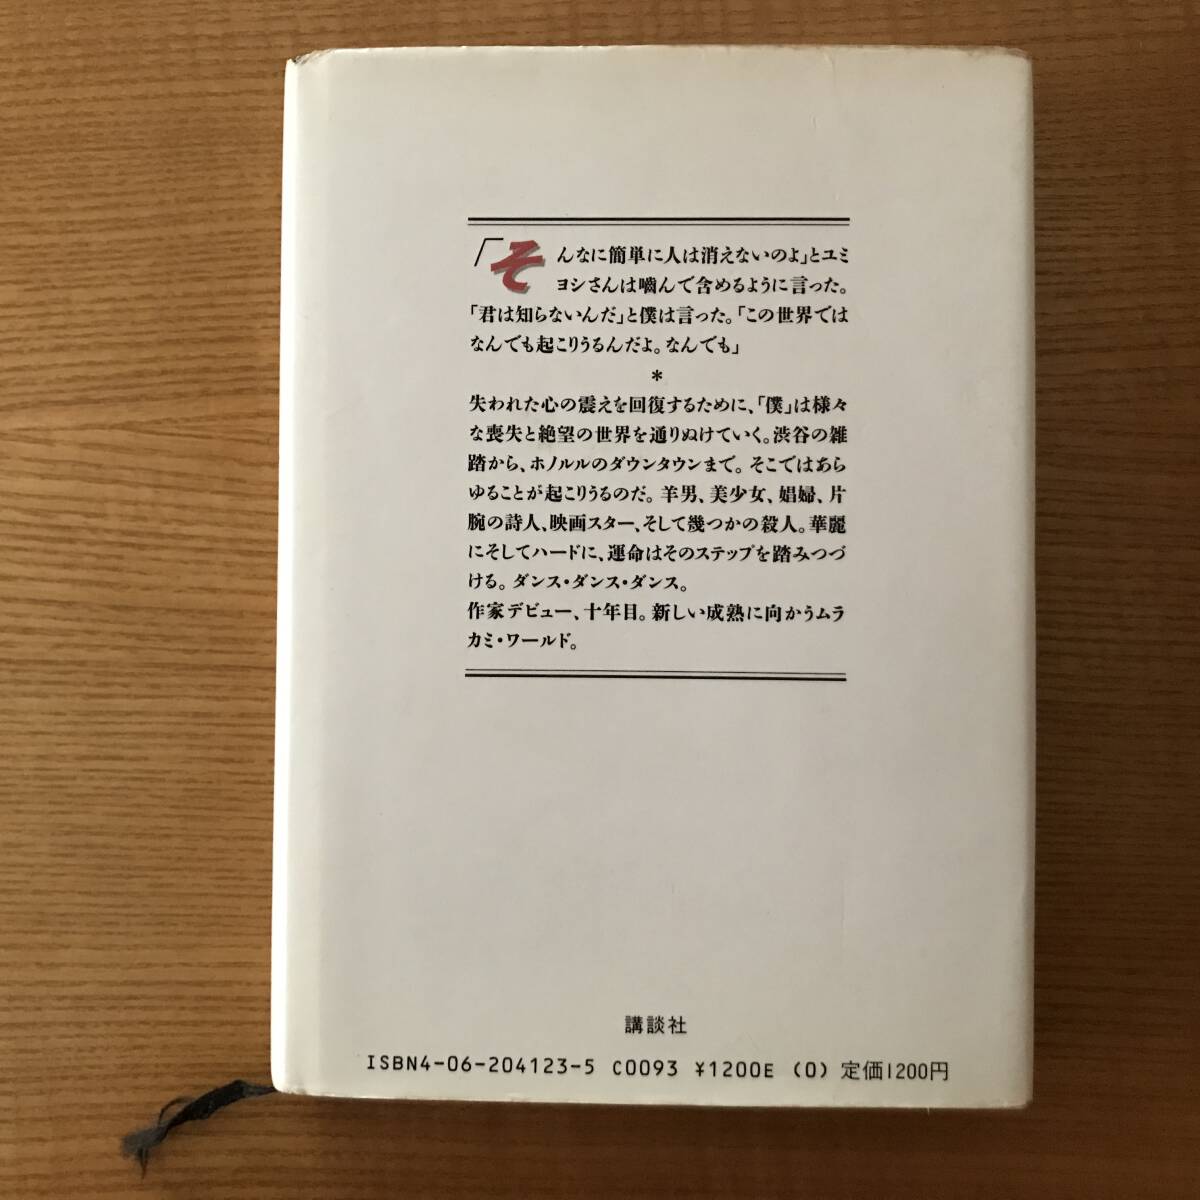 「そんなに簡単に人は消えないのよ」とユミ
ヨシさんは嚙んで含めるように言った。
「君は知らないんだ」と僕は言った。「この世界では
なんでも起こりうるんだよ。なんでも」
*
失われた心の震えを回復するために、「僕」は様々
な喪失と絶望の世界を通りぬけていく。渋谷の雑
踏から、ホノルルのダウンタウンまで。そこではあら
ゆることが起こりうるのだ。羊男、美少女、娼婦、片
腕の詩人、映画スター、そして幾つかの殺人。華麗
にそしてハードに、運命はそのステップを踏みつづ
ける。ダンス・ダンス・ダンス。
作家デビュー、十年目。新しい成熟に向かうムラ
カミ・ワールド。
講談社
ISBN4-06-204123-5 C0093 ¥1200E (0) 定価1200円